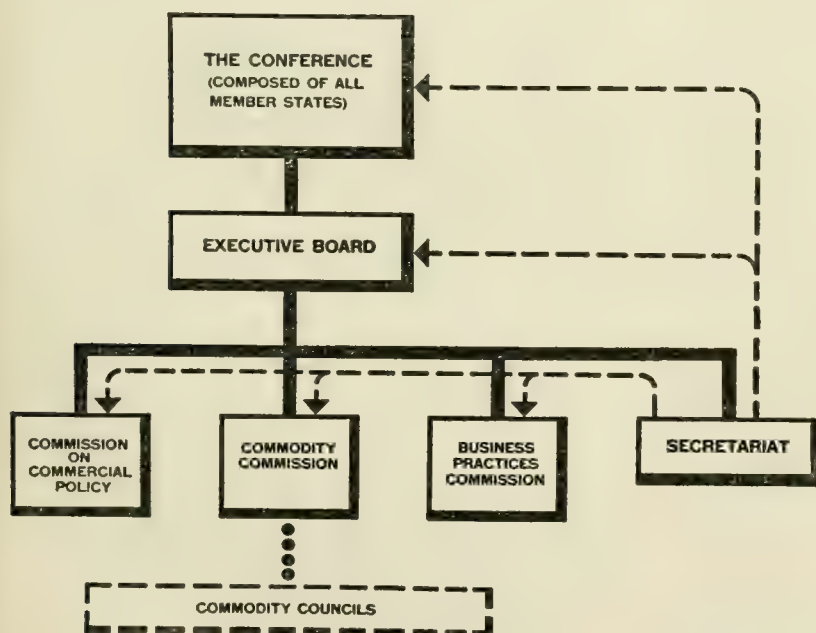 THE CONFERENCE
(COMPOSED OF ALL
MEMBER STATES)
EXECUTIVE BOARD
COMMISSION
ON
COMMERCIAL
POLICY
COMMODITY
COMMISSION
BUSINESS
PRACTICES
COMMISSION
SECRETARIAT
COMMODITY COUNCILS